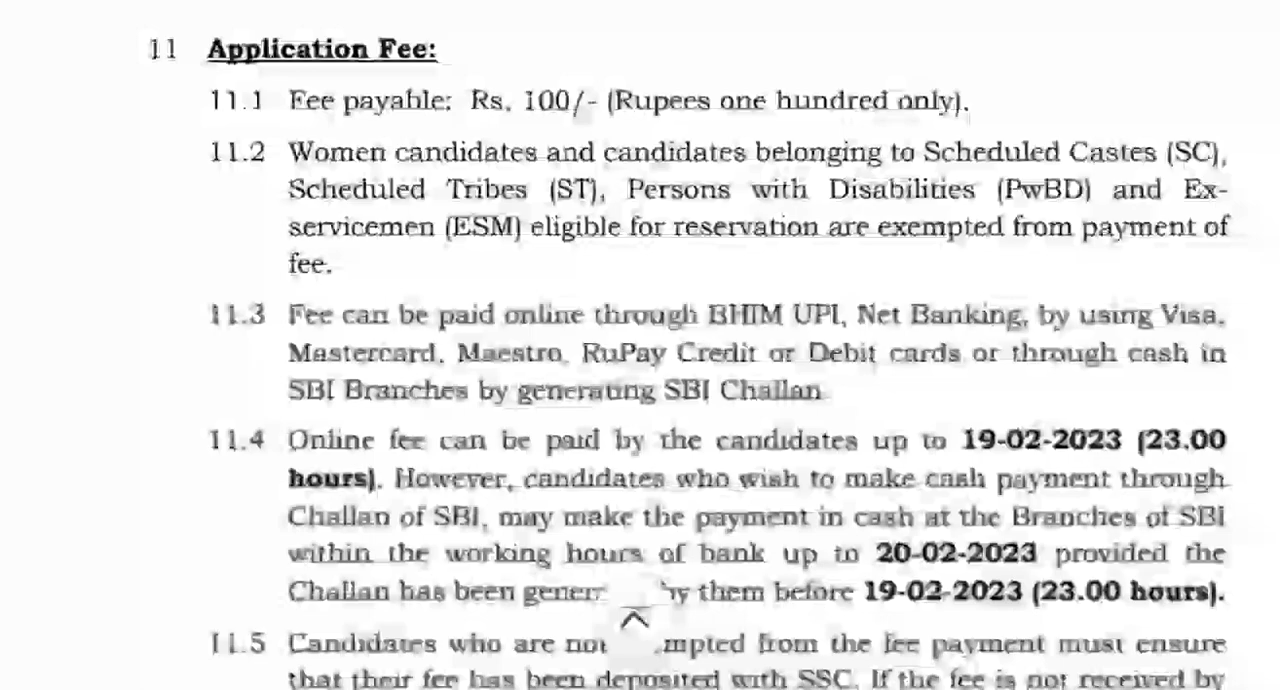 11 Application Fee:
11.1 Fee payable: Rs. 100/- (Rupees one hundred only).
11.2 Women candidates and candidates belonging to Scheduled Castes (SC),
Scheduled Tribes (ST), Persons with Disabilities (PwBD) and Ex-
servicemen (ESM) eligible for reservation are exempted from payment of
fee.
11.3 Fee can be paid online through BHIM UPI, Net Banking, by using Visa,
Mastercard, Maestro, RuPay Credit or Debit cards or through cash in
SBI Branches by generating SBI Challan
11.4 Online fee can be paid by the candidates up to 19-02-2023 (23.00
hours). However, candidates who wish to make cash payment through
Challan of SBI, may make the payment in cash at the Branches of SBI
within the working hours of bank up to 20-02-2023 provided the
Challan has been them before 19-02-2023 (23.00 hours).
11.5 Candidates who are not from the fee payment must ensure
that their fee has been deposited with SSC. If the fee is not received by